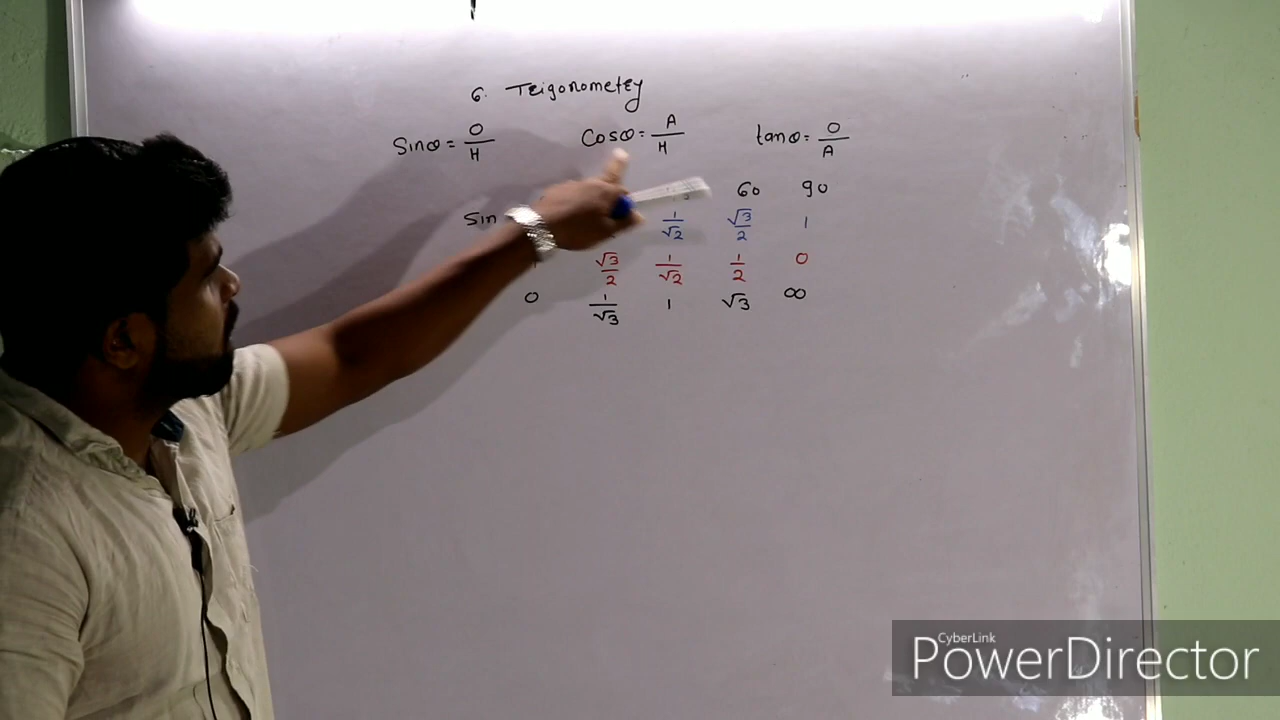 6. Trigonometry
Sinθ = O/H Cosθ = A/H tanθ = O/A
60 90
Sin 1/√2 √3/2 1
√3/2 1/√2 1/2 0
0 1/√3 1 √3 ∞
CyberLink
PowerDirector